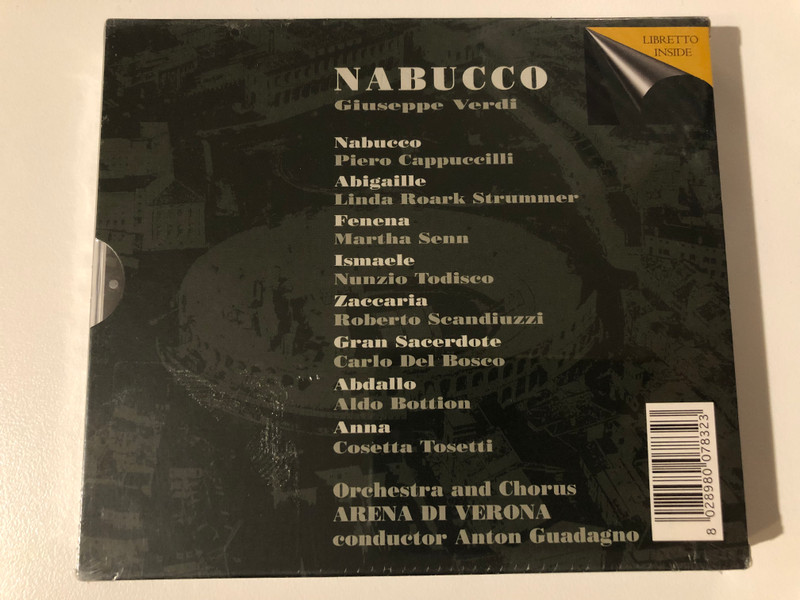 LIBRETTO
INSIDE
NABUCCO
Giuseppe Verdi
Nabucco
Piero Cappuccilli
Abigaille
Linda Roark Strummer
Fenena
Martha Senn
Ismaele
Nunzio Todisco
Zaccaria
Roberto Scandiuzzi
Gran Sacerdote
Carlo Del Bosco
Abdallo
Aldo Bottion
Anna
Cosetta Tosetti
Orchestra and Chorus
ARENA DI VERONA
conductor Anton Guadagno
8 028980 078323